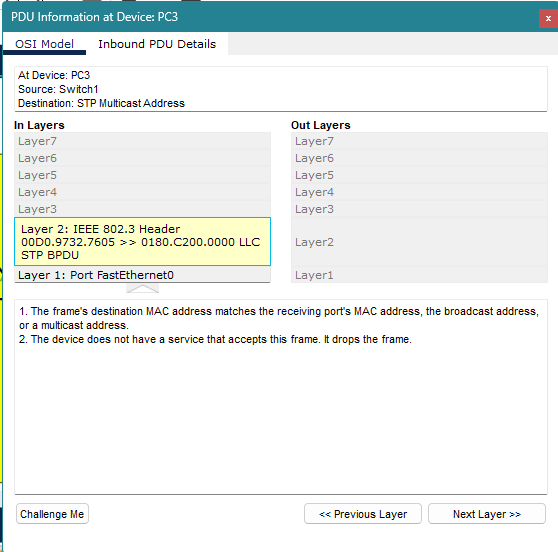 PDU Information at Device: PC3
x
OSI Model
Inbound PDU Details
At Device: PC3
Source: Switch1
Destination: STP Multicast Address
In Layers
Out Layers
Layer7
Layer7
Layer6
Layer6
Layer5
Layer5
Layer4
Layer4
Layer3
Layer3
Layer 2: IEEE 802.3 Header
00D0.9732.7605 >> 0180.C200.0000 LLC
STP BPDU
Layer2
Layer 1: Port FastEthernet0
Layer1
1. The frame's destination MAC address matches the receiving port's MAC address, the broadcast address,
or a multicast address.
2. The device does not have a service that accepts this frame. It drops the frame.
Challenge Me
<< Previous Layer
Next Layer >>